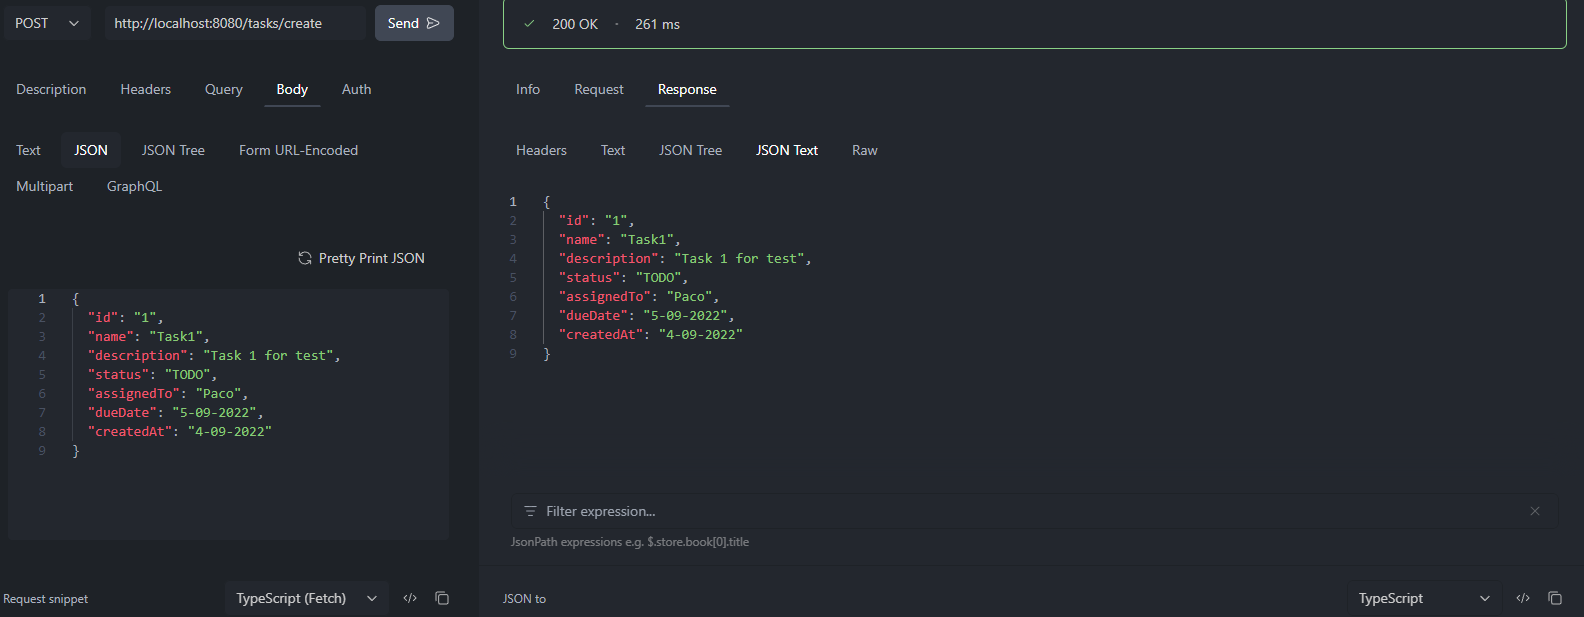 POST
http://localhost:8080/tasks/create
Send
Description Headers Query Body Auth
Text JSON JSON Tree Form URL-Encoded
Multipart GraphQL
Pretty Print JSON
1 {
2 "id": "1",
3 "name": "Task1",
4 "description": "Task 1 for test",
5 "status": "TODO",
6 "assignedTo": "Paco",
7 "dueDate": "5-09-2022",
8 "createdAt": "4-09-2022"
9 }
Request snippet
TypeScript (Fetch)
</>
200 OK · 261 ms
Info Request Response
Headers Text JSON Tree JSON Text Raw
1 {
2 "id": "1",
3 "name": "Task1",
4 "description": "Task 1 for test",
5 "status": "TODO",
6 "assignedTo": "Paco",
7 "dueDate": "5-09-2022",
8 "createdAt": "4-09-2022"
9 }
Filter expression...
JsonPath expressions e.g. $.store.book[0].title
JSON to
TypeScript
</>